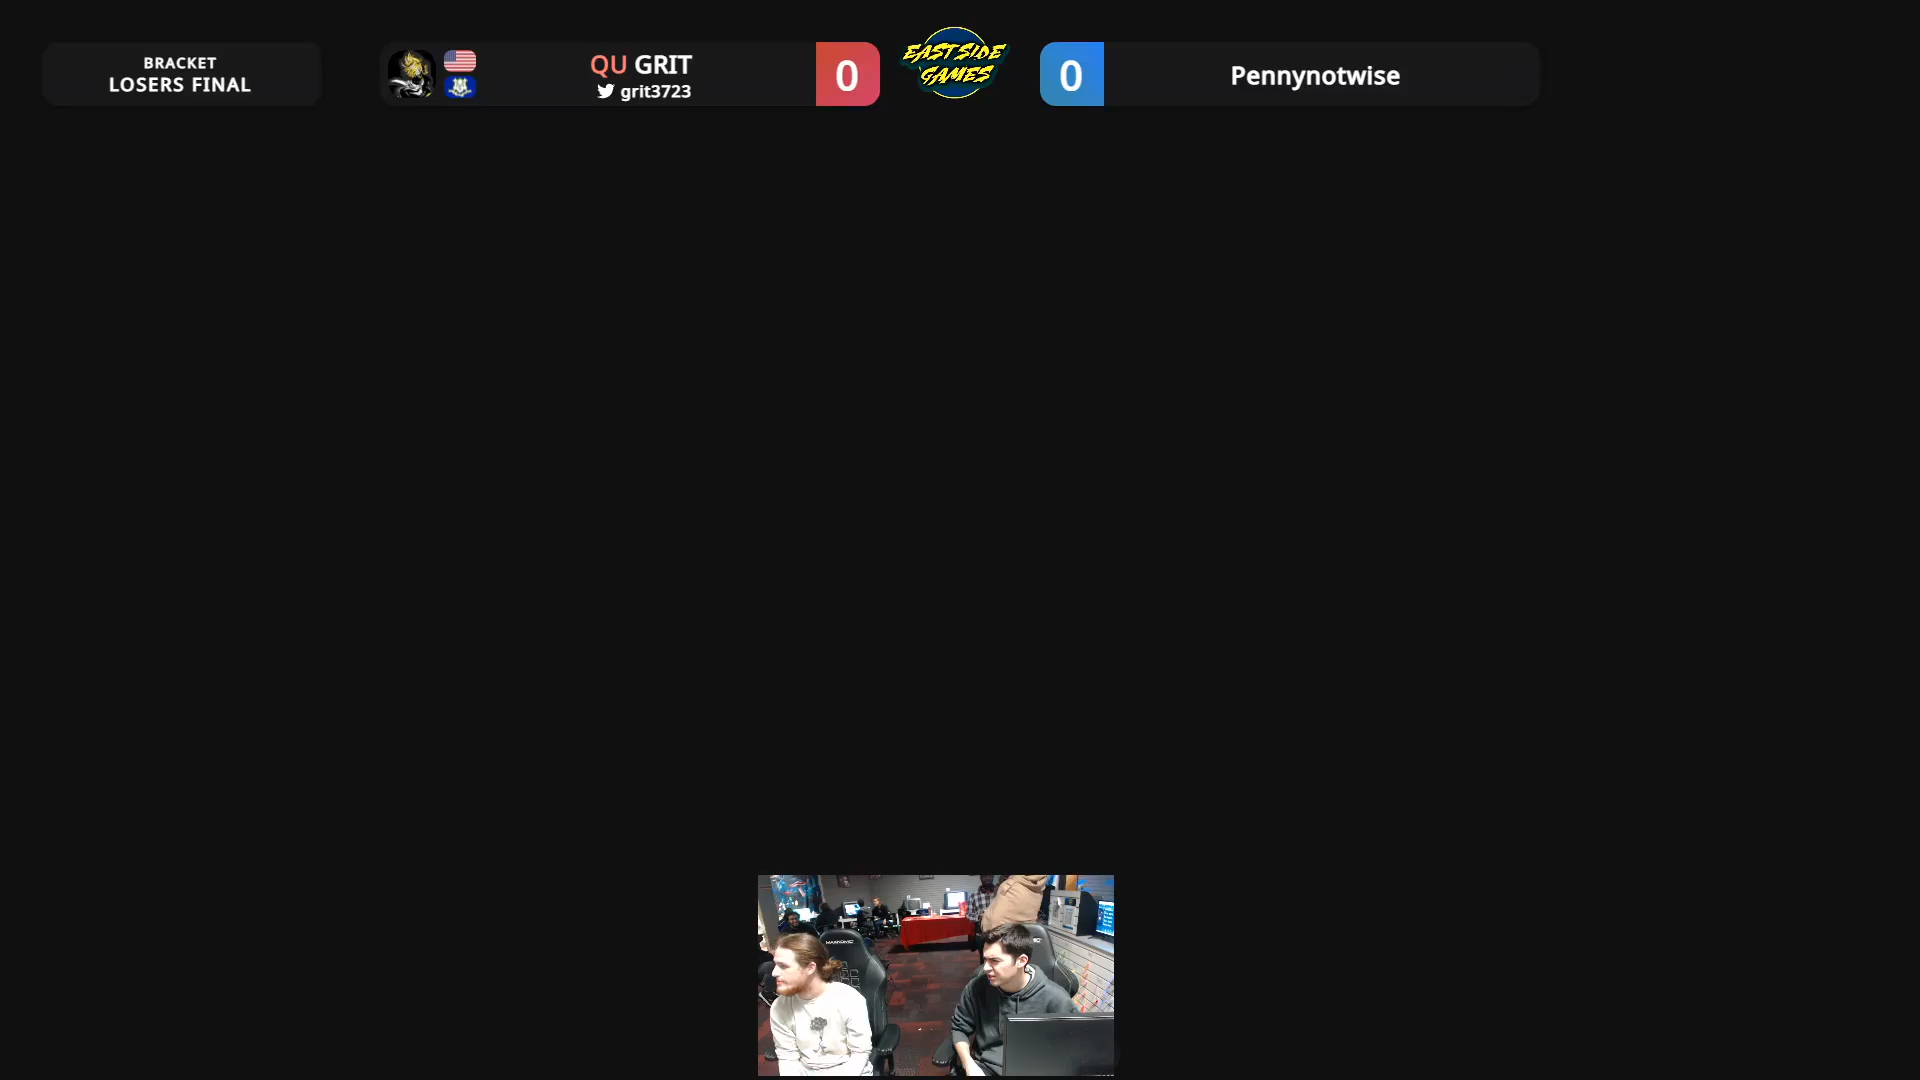 BRACKET
LOSERS FINAL
QU GRIT
grit3723
0
EAST SIDE
GAMES
0
Pennynotwise